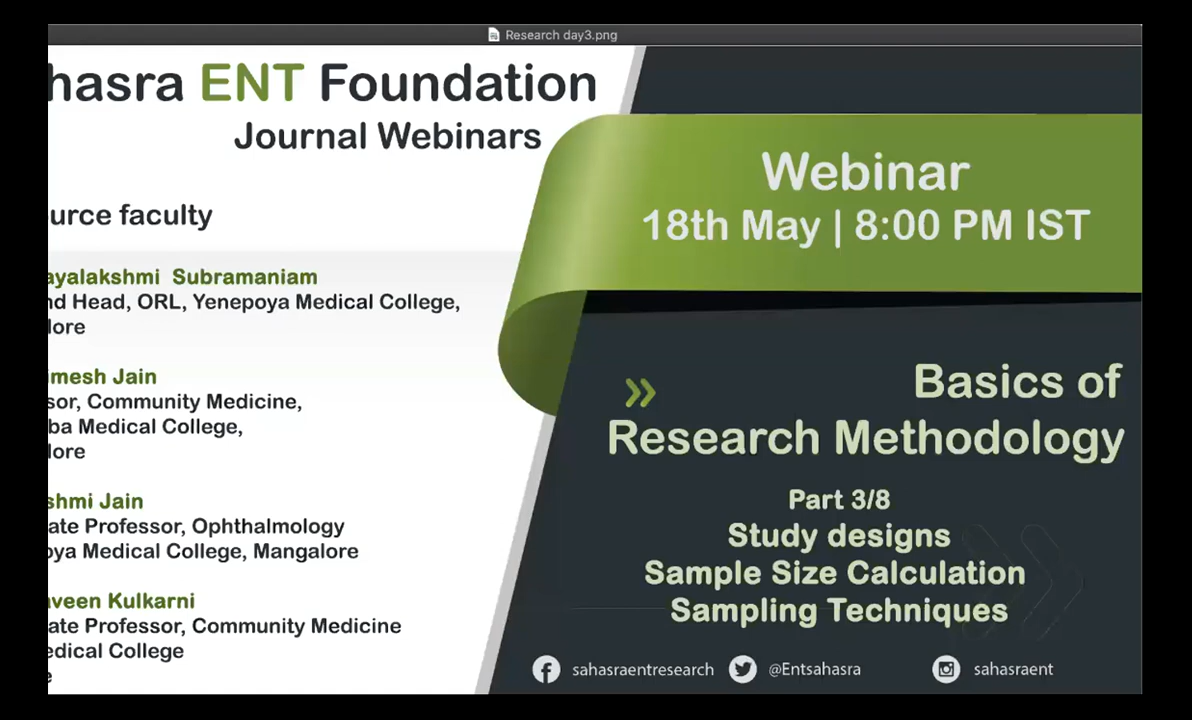 Research day3.png
hasra ENT Foundation
Journal Webinars
urce faculty
ayalakshmi Subramaniam
nd Head, ORL, Yenepoya Medical College,
lore
mesh Jain
sor, Community Medicine,
ba Medical College,
lore
shmi Jain
ate Professor, Ophthalmology
oya Medical College, Mangalore
aveen Kulkarni
ate Professor, Community Medicine
edical College
e
Webinar
18th May | 8:00 PM IST
Basics of
Research Methodology
Part 3/8
Study designs
Sample Size Calculation
Sampling Techniques
sahasraentresearch @Entsahasra sahasraent